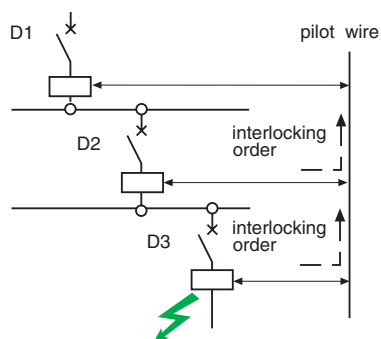 D1
pilot wire
D2
interlocking
order
D3
interlocking
order